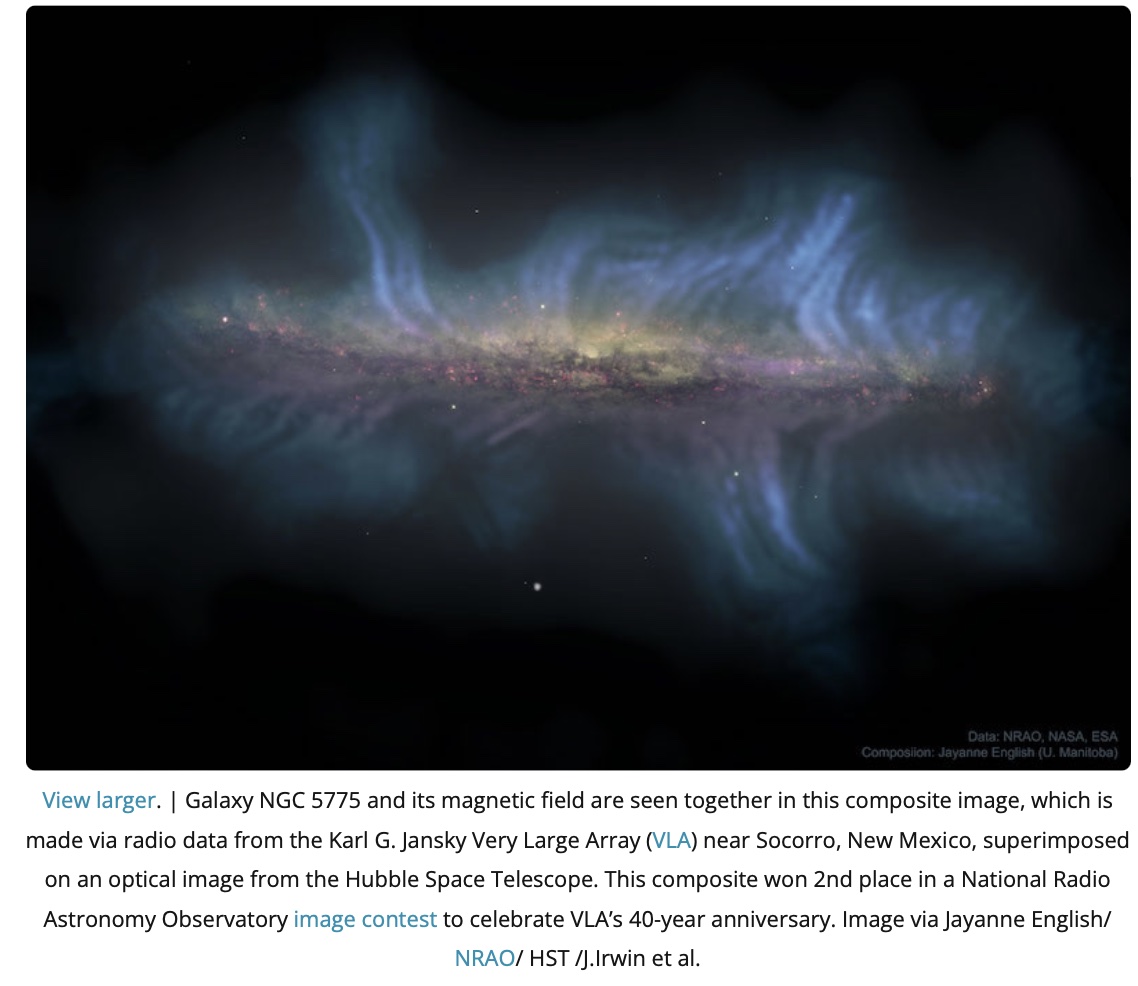 Data: NRAO, NASA, ESA
Composiion: Jayanne English (U. Manitoba)
View larger. | Galaxy NGC 5775 and its magnetic field are seen together in this composite image, which is
made via radio data from the Karl G. Jansky Very Large Array (VLA) near Socorro, New Mexico, superimposed
on an optical image from the Hubble Space Telescope. This composite won 2nd place in a National Radio
Astronomy Observatory image contest to celebrate VLA’s 40-year anniversary. Image via Jayanne English/
NRAO/ HST /J.Irwin et al.